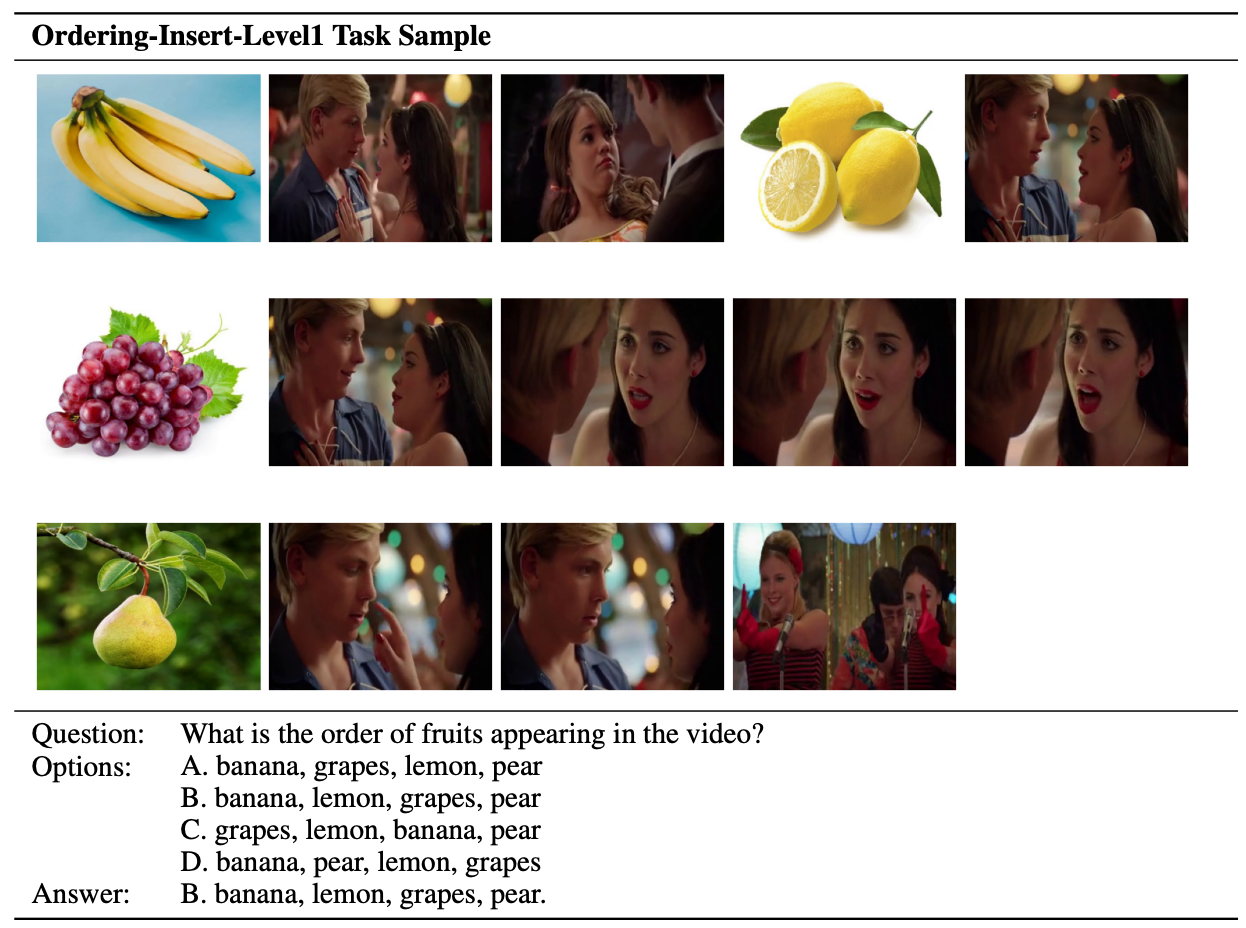 Ordering-Insert-Level1 Task Sample
Question: What is the order of fruits appearing in the video?
Options: A. banana, grapes, lemon, pear
B. banana, lemon, grapes, pear
C. grapes, lemon, banana, pear
D. banana, pear, lemon, grapes
Answer: B. banana, lemon, grapes, pear.